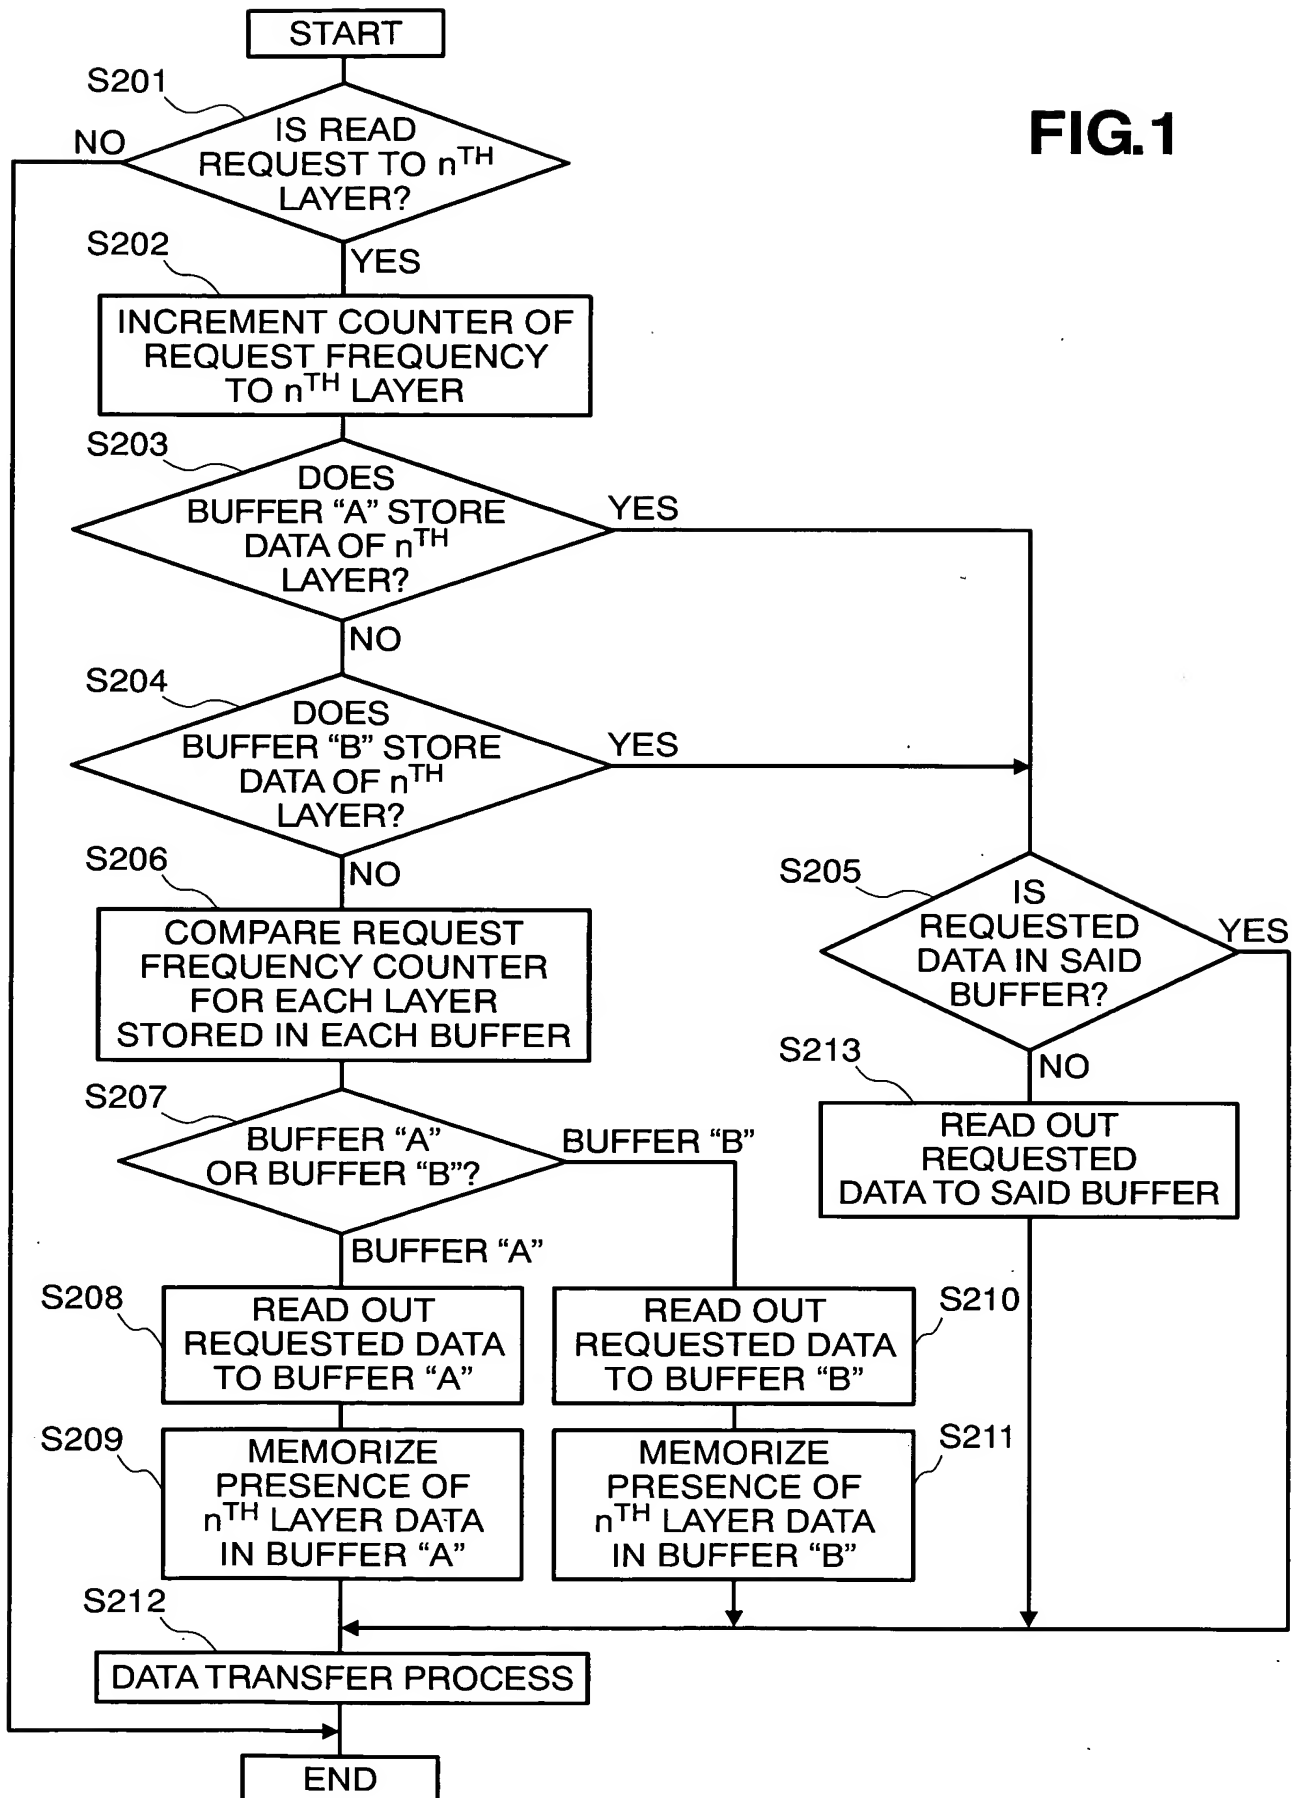 START
FIG.1
S201
NO
IS READ
REQUEST TO nTH
LAYER?
S202
YES
INCREMENT COUNTER OF
REQUEST FREQUENCY
TO nTH LAYER
S203
DOES
BUFFER “A” STORE
DATA OF nTH
LAYER?
YES
NO
S204
DOES
BUFFER “B” STORE
DATA OF nTH
LAYER?
YES
S206
NO
COMPARE REQUEST
FREQUENCY COUNTER
FOR EACH LAYER
STORED IN EACH BUFFER
S205
IS
REQUESTED
DATA IN SAID
BUFFER?
YES
S213
NO
READ OUT
REQUESTED
DATA TO SAID BUFFER
S207
BUFFER “A”
OR BUFFER “B”?
BUFFER “B”
BUFFER “A”
S208
READ OUT
REQUESTED DATA
TO BUFFER “A”
READ OUT
REQUESTED DATA
TO BUFFER “B”
S210
S209
MEMORIZE
PRESENCE OF
nTH LAYER DATA
IN BUFFER “A”
MEMORIZE
PRESENCE OF
nTH LAYER DATA
IN BUFFER “B”
S211
S212
DATA TRANSFER PROCESS
END